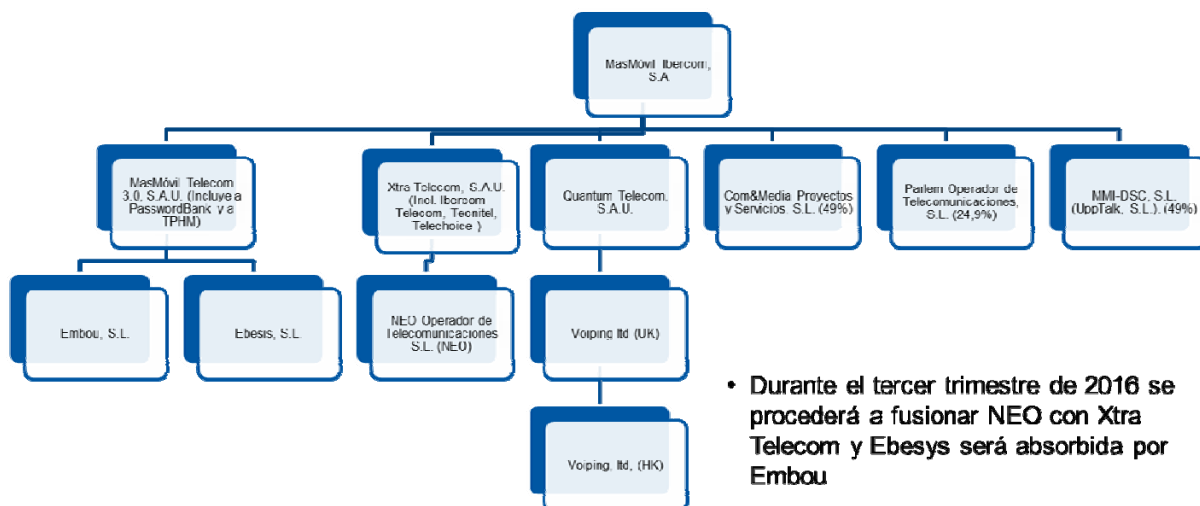 MasMóvil Ibercom,
S.A
MasMóvil Telecom
3.0, S.A.U. (Incluye a
PasswordBank y a
TPHM)
Xtra Telecom, S.A.U.
(Incl. Ibercom
Telecom, Tecnitel,
Telechoice )
Quantum Telecom,
S.A.U.
Com&Media Proyectos
y Servicios, S.L. (49%)
Parlem Operador de
Telecomunicaciones,
S.L. (24,9%)
NMI-DSC, S.L.
(UppTalk, S.L.). (49%)
Embou, S.L.
Ebesis, S.L.
NEO Operador de
Telecomunicaciones
S.L. (NEO)
Voiping ltd (UK)
Voiping, ltd, (HK)
• Durante el tercer trimestre de 2016 se
procederá a fusionar NEO con Xtra
Telecom y Ebesys será absorbida por
Embou